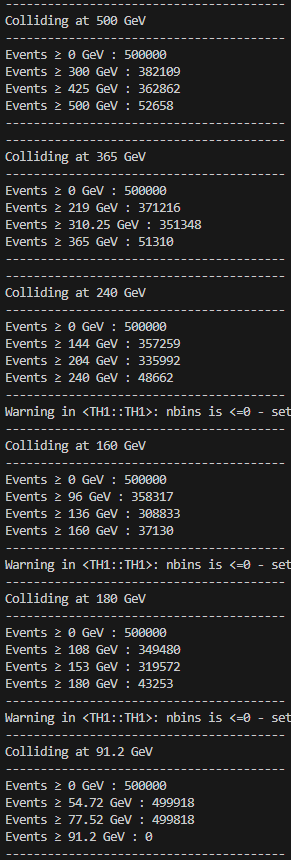 -------------------------------------
Colliding at 500 GeV
-------------------------------------
Events ≥ 0 GeV : 500000
Events ≥ 300 GeV : 382109
Events ≥ 425 GeV : 362862
Events ≥ 500 GeV : 52658
-------------------------------------
-------------------------------------
Colliding at 365 GeV
-------------------------------------
Events ≥ 0 GeV : 500000
Events ≥ 219 GeV : 371216
Events ≥ 310.25 GeV : 351348
Events ≥ 365 GeV : 51310
-------------------------------------
-------------------------------------
Colliding at 240 GeV
-------------------------------------
Events ≥ 0 GeV : 500000
Events ≥ 144 GeV : 357259
Events ≥ 204 GeV : 335992
Events ≥ 240 GeV : 48662
-------------------------------------
Warning in <TH1::TH1>: nbins is <=0 - set
-------------------------------------
Colliding at 160 GeV
-------------------------------------
Events ≥ 0 GeV : 500000
Events ≥ 96 GeV : 358317
Events ≥ 136 GeV : 308833
Events ≥ 160 GeV : 37130
-------------------------------------
Warning in <TH1::TH1>: nbins is <=0 - set
-------------------------------------
Colliding at 180 GeV
-------------------------------------
Events ≥ 0 GeV : 500000
Events ≥ 108 GeV : 349480
Events ≥ 153 GeV : 319572
Events ≥ 180 GeV : 43253
-------------------------------------
Warning in <TH1::TH1>: nbins is <=0 - set
-------------------------------------
Colliding at 91.2 GeV
-------------------------------------
Events ≥ 0 GeV : 500000
Events ≥ 54.72 GeV : 499918
Events ≥ 77.52 GeV : 499818
Events ≥ 91.2 GeV : 0
-------------------------------------